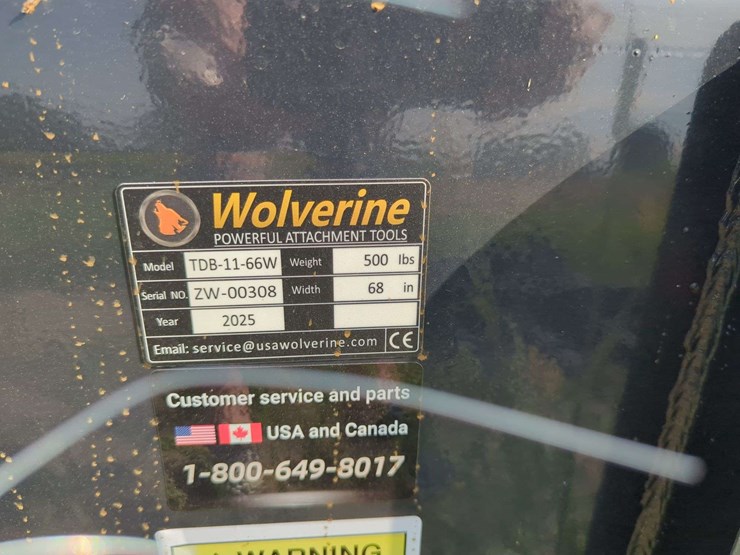 Wolverine
POWERFUL ATTACHMENT TOOLS
Model TDB-11-66W Weight 500 lbs
Serial NO. ZW-00308 Width 68 in
Year 2025
Email: service@usawolverine.com CE
Customer service and parts
USA and Canada
1-800-649-8017
WARNING